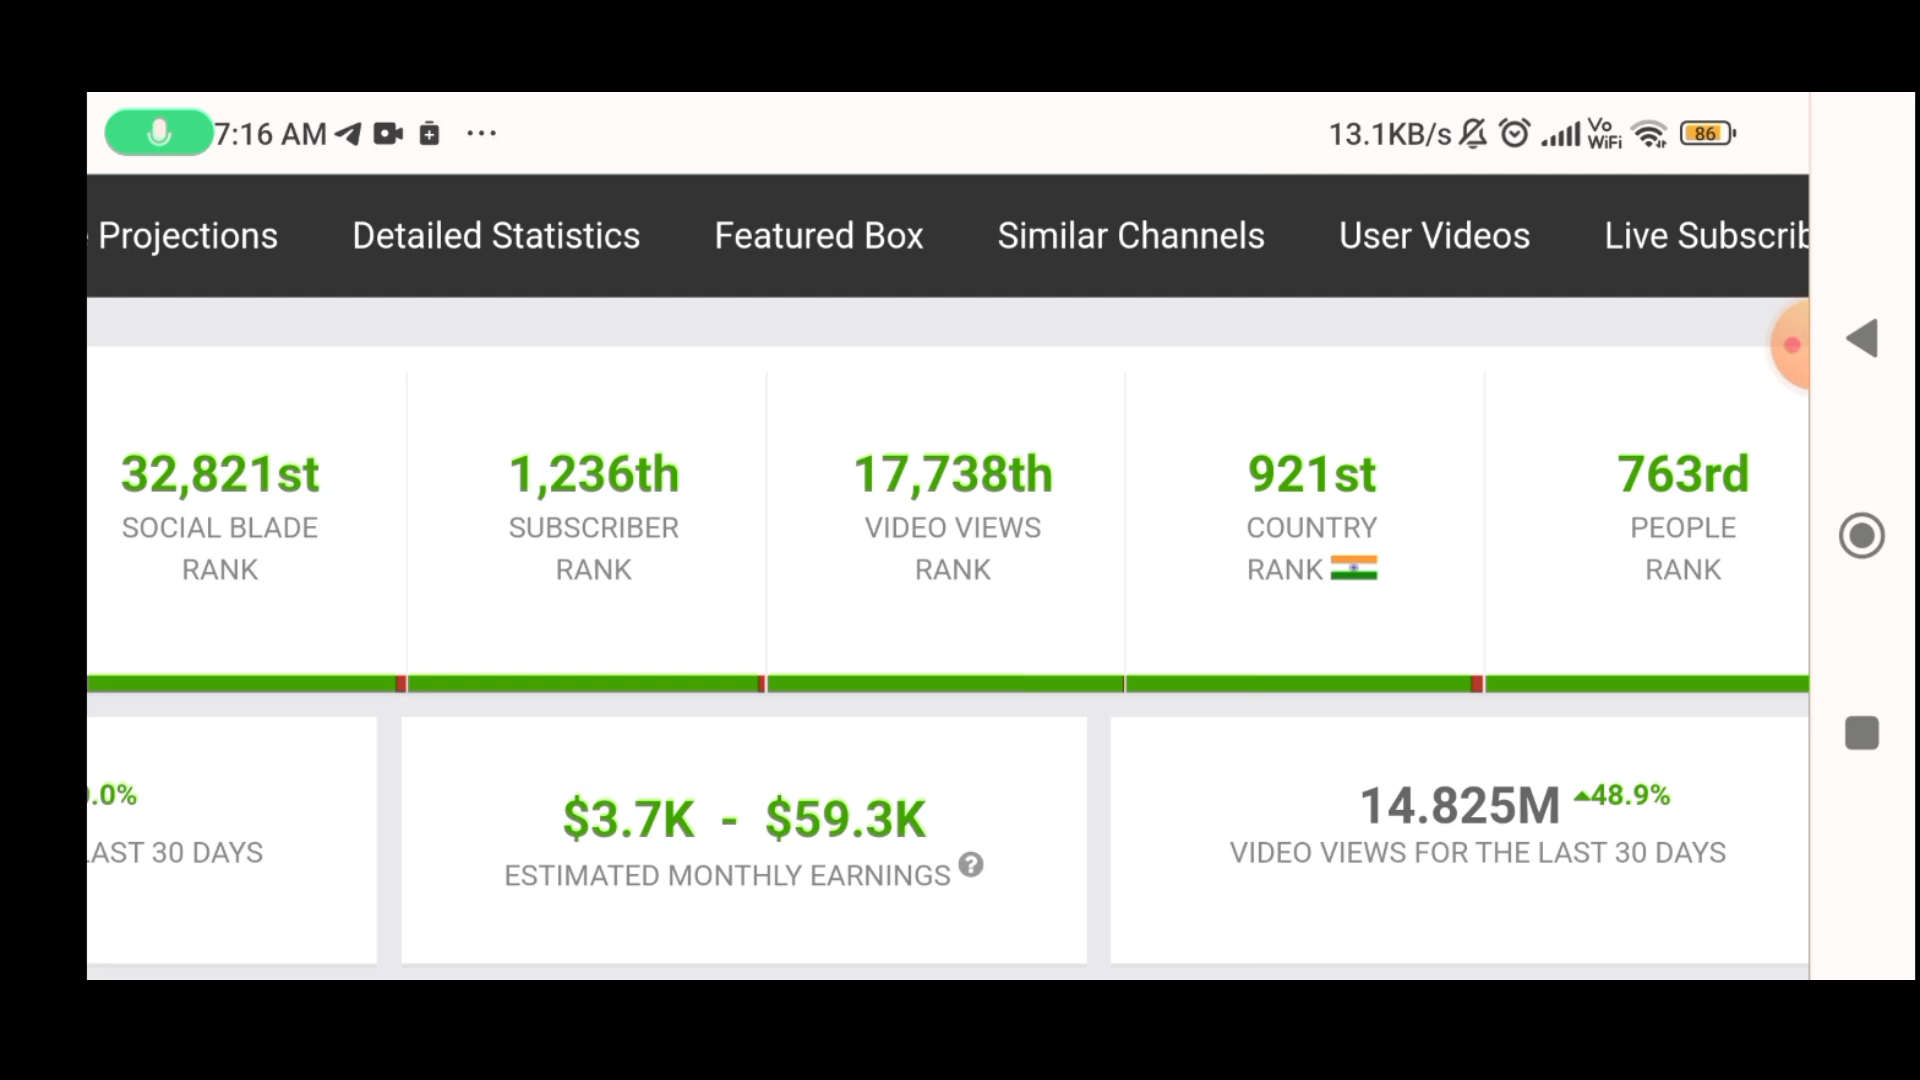 7:16 AM ... 13.1KB/s Vo WiFi 86
Projections Detailed Statistics Featured Box Similar Channels User Videos Live Subscrib
32,821st 1,236th 17,738th 921st 763rd
SOCIAL BLADE SUBSCRIBER VIDEO VIEWS COUNTRY PEOPLE
RANK RANK RANK RANK RANK
.0% $3.7K - $59.3K 14.825M 48.9%
LAST 30 DAYS ESTIMATED MONTHLY EARNINGS ? VIDEO VIEWS FOR THE LAST 30 DAYS